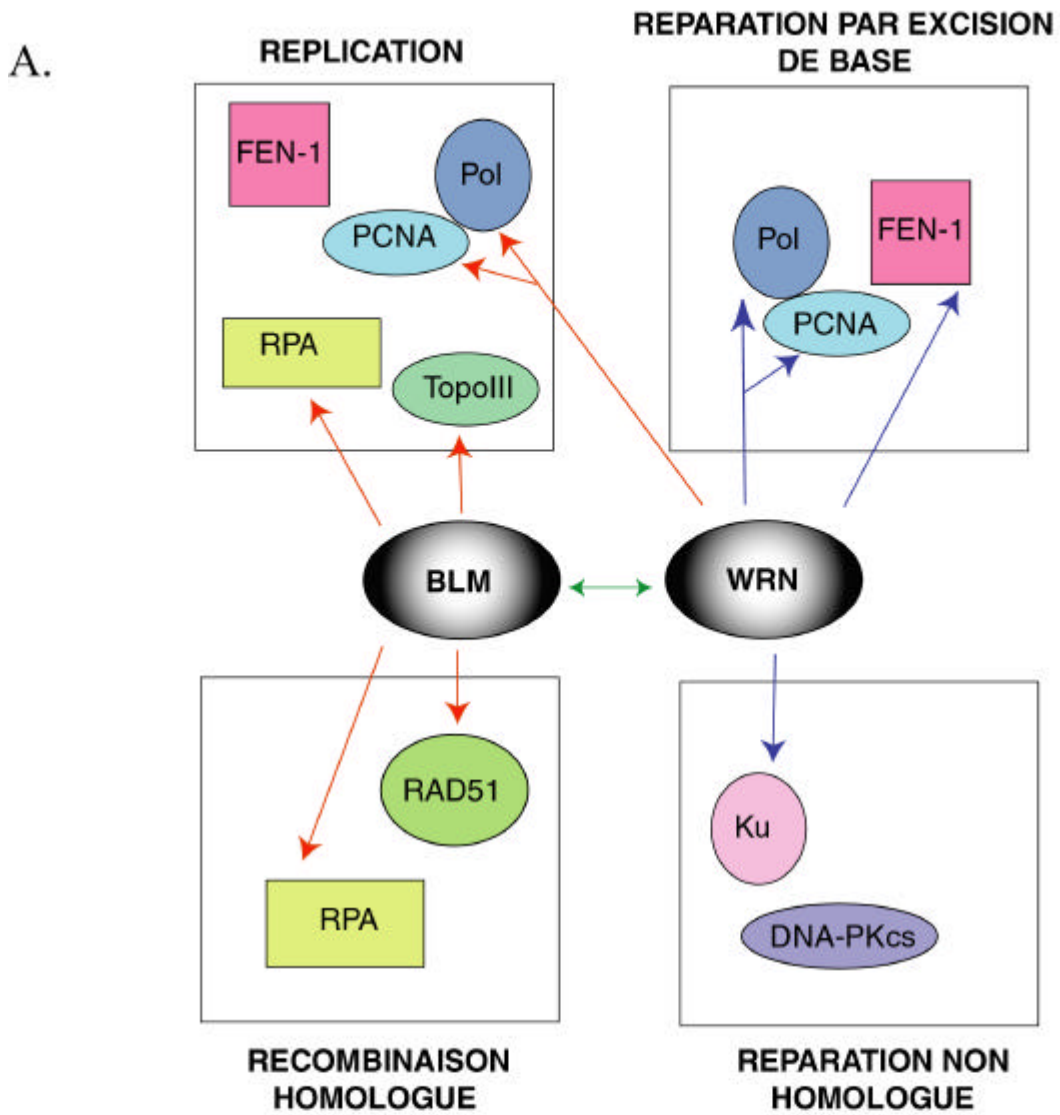 A.
REPLICATION
REPARATION PAR EXCISION
DE BASE
FEN-1
Pol
PCNA
RPA
TopoIII
Pol
FEN-1
PCNA
BLM
WRN
RAD51
RPA
Ku
DNA-PKcs
RECOMBINAISON
HOMOLOGUE
REPARATION NON
HOMOLOGUE